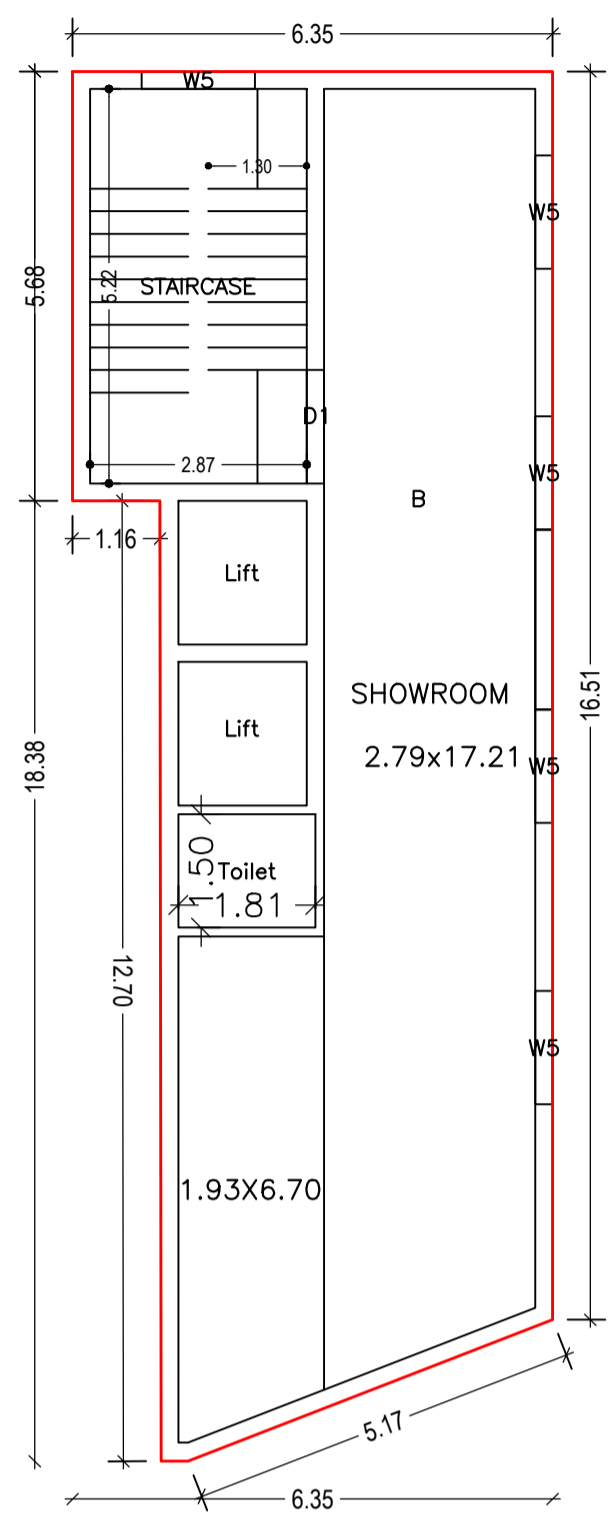 6.35
W5
1.30
W5
5.68
5.22
STAIRCASE
D1
2.87
W5
B
1.16
Lift
SHOWROOM
16.51
Lift
2.79x17.21
W5
18.38
1.50
Toilet
1.81
12.70
W5
1.93X6.70
5.17
6.35